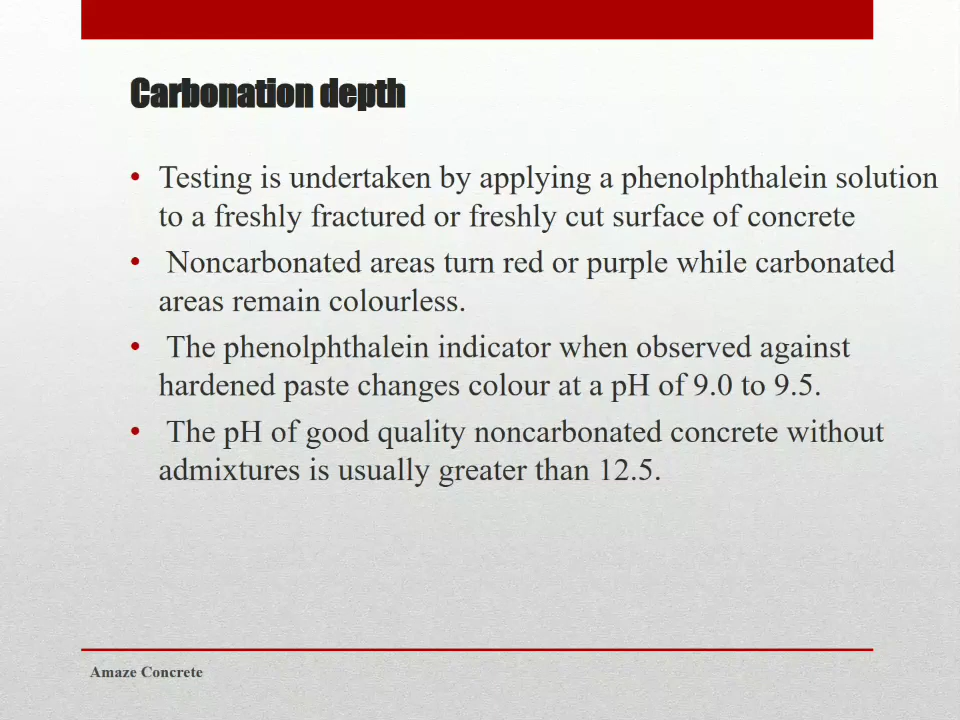 Carbonation depth
• Testing is undertaken by applying a phenolphthalein solution
to a freshly fractured or freshly cut surface of concrete
• Noncarbonated areas turn red or purple while carbonated
areas remain colourless.
• The phenolphthalein indicator when observed against
hardened paste changes colour at a pH of 9.0 to 9.5.
• The pH of good quality noncarbonated concrete without
admixtures is usually greater than 12.5.
Amaze Concrete